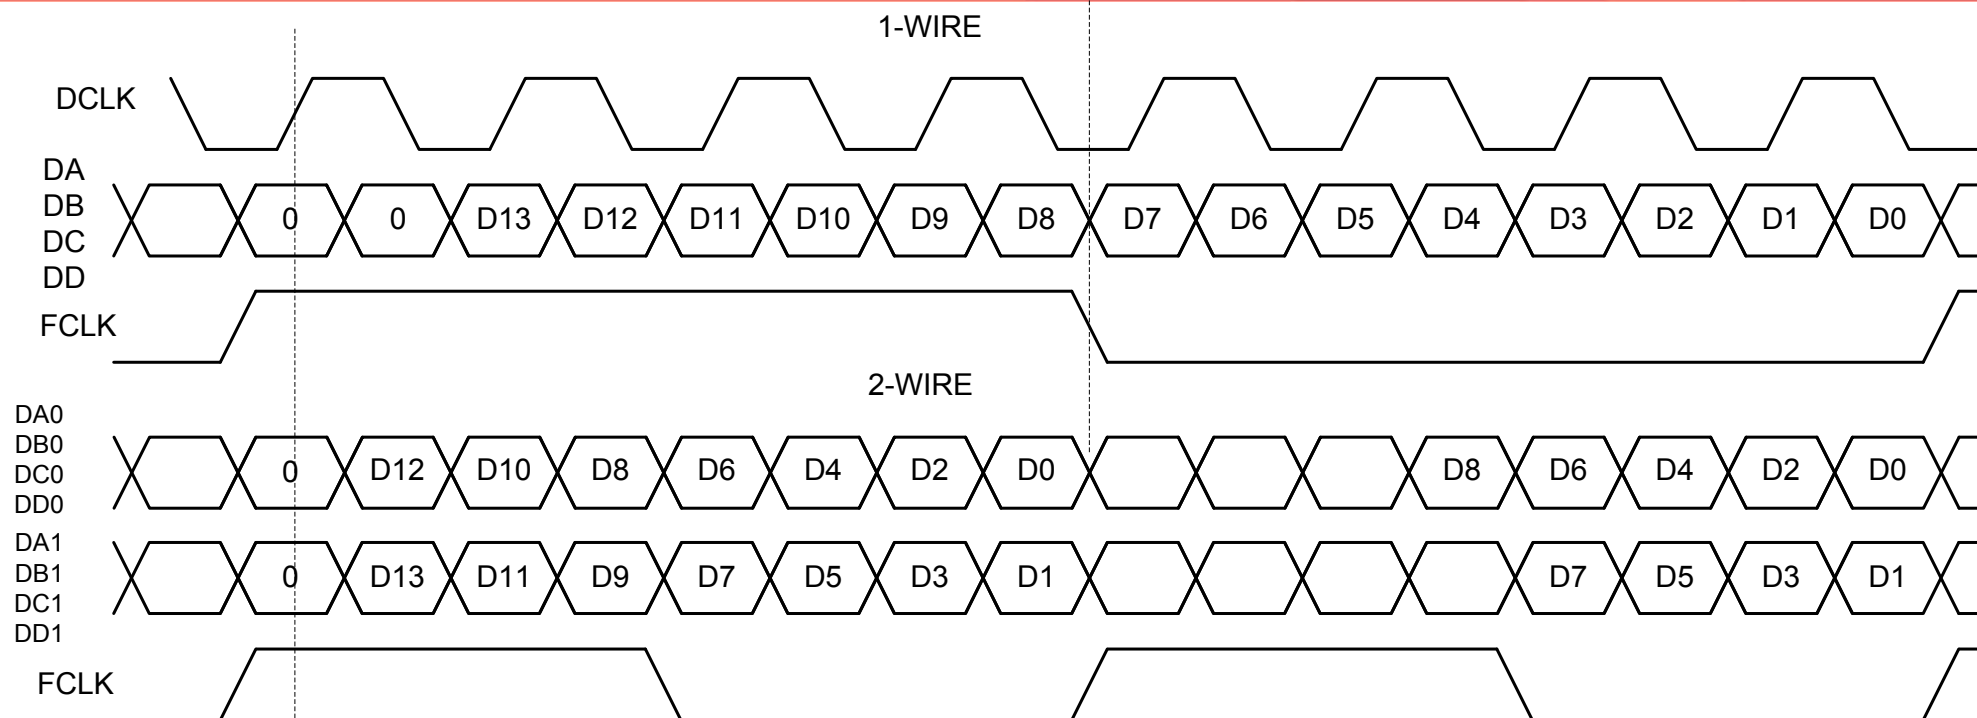 1-WIRE
DCLK
DA
DB
DC
DD
0 0 D13 D12 D11 D10 D9 D8 D7 D6 D5 D4 D3 D2 D1 D0
FCLK
2-WIRE
DA0
DB0
DC0
DD0
0 D12 D10 D8 D6 D4 D2 D0 D8 D6 D4 D2 D0
DA1
DB1
DC1
DD1
0 D13 D11 D9 D7 D5 D3 D1 D7 D5 D3 D1
FCLK